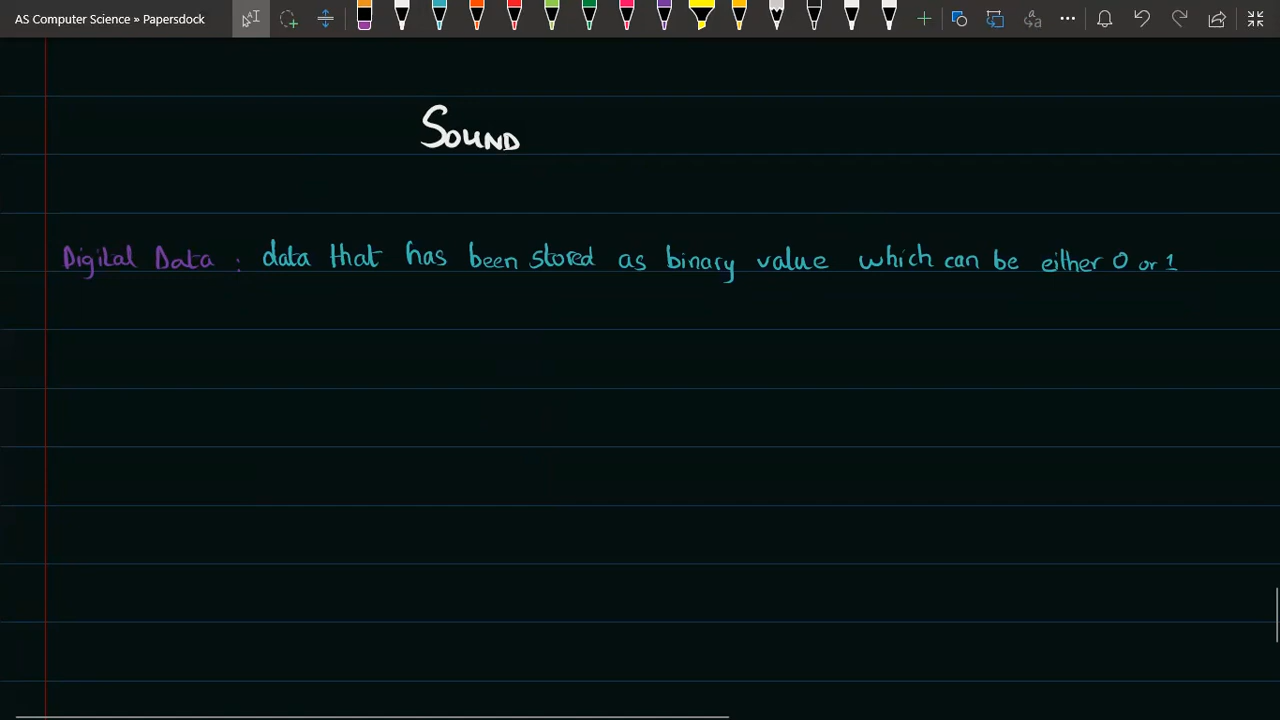 AS Computer Science » Papersdock
SOUND
Digital Data : data that has been stored as binary value which can be either 0 or 1